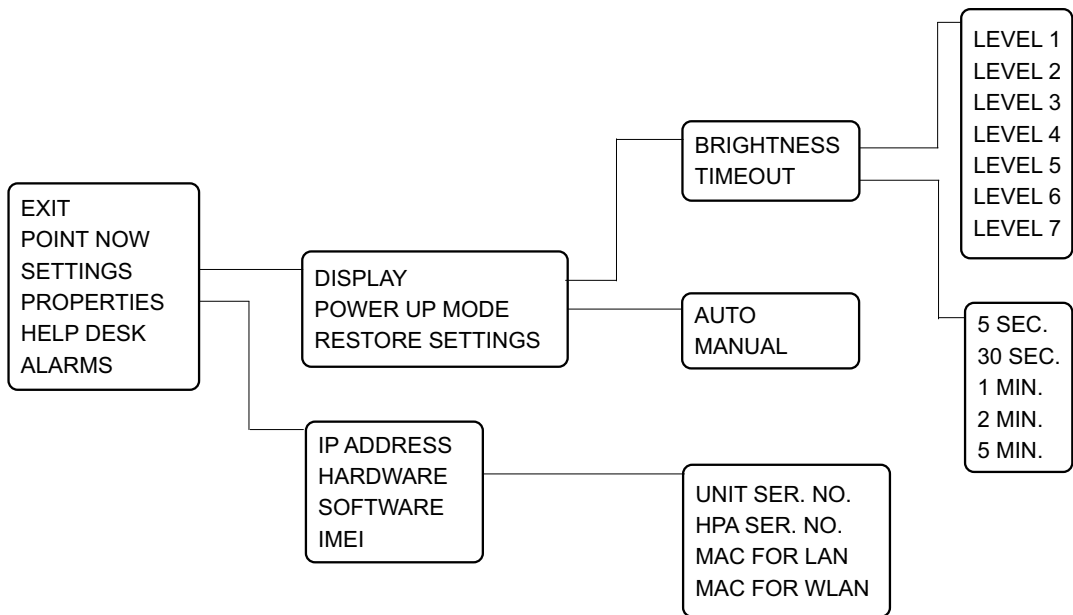 EXIT
POINT NOW
SETTINGS
PROPERTIES
HELP DESK
ALARMS
DISPLAY
POWER UP MODE
RESTORE SETTINGS
IP ADDRESS
HARDWARE
SOFTWARE
IMEI
BRIGHTNESS
TIMEOUT
AUTO
MANUAL
UNIT SER. NO.
HPA SER. NO.
MAC FOR LAN
MAC FOR WLAN
LEVEL 1
LEVEL 2
LEVEL 3
LEVEL 4
LEVEL 5
LEVEL 6
LEVEL 7
5 SEC.
30 SEC.
1 MIN.
2 MIN.
5 MIN.